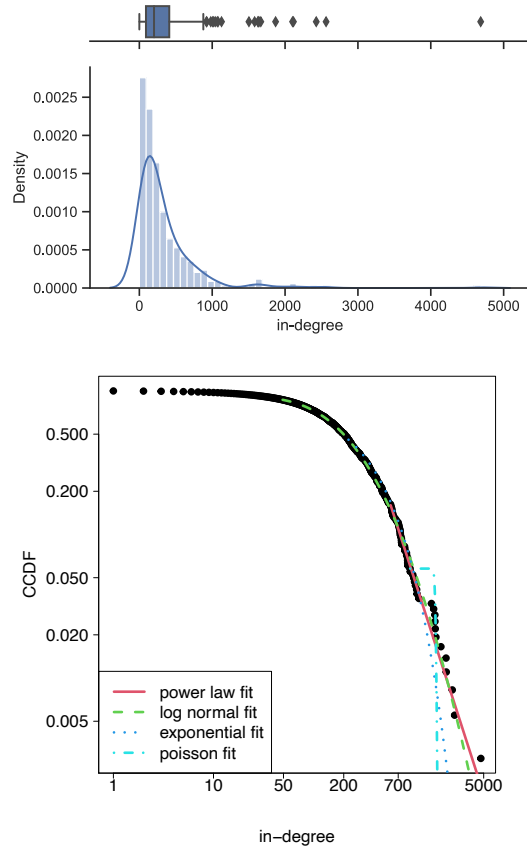 Density
0.0025
0.0020
0.0015
0.0010
0.0005
0.0000
0 1000 2000 3000 4000 5000
in-degree
CCDF
0.500
0.200
0.050
0.020
0.005
power law fit
log normal fit
exponential fit
poisson fit
1 10 50 200 700 5000
in−degree